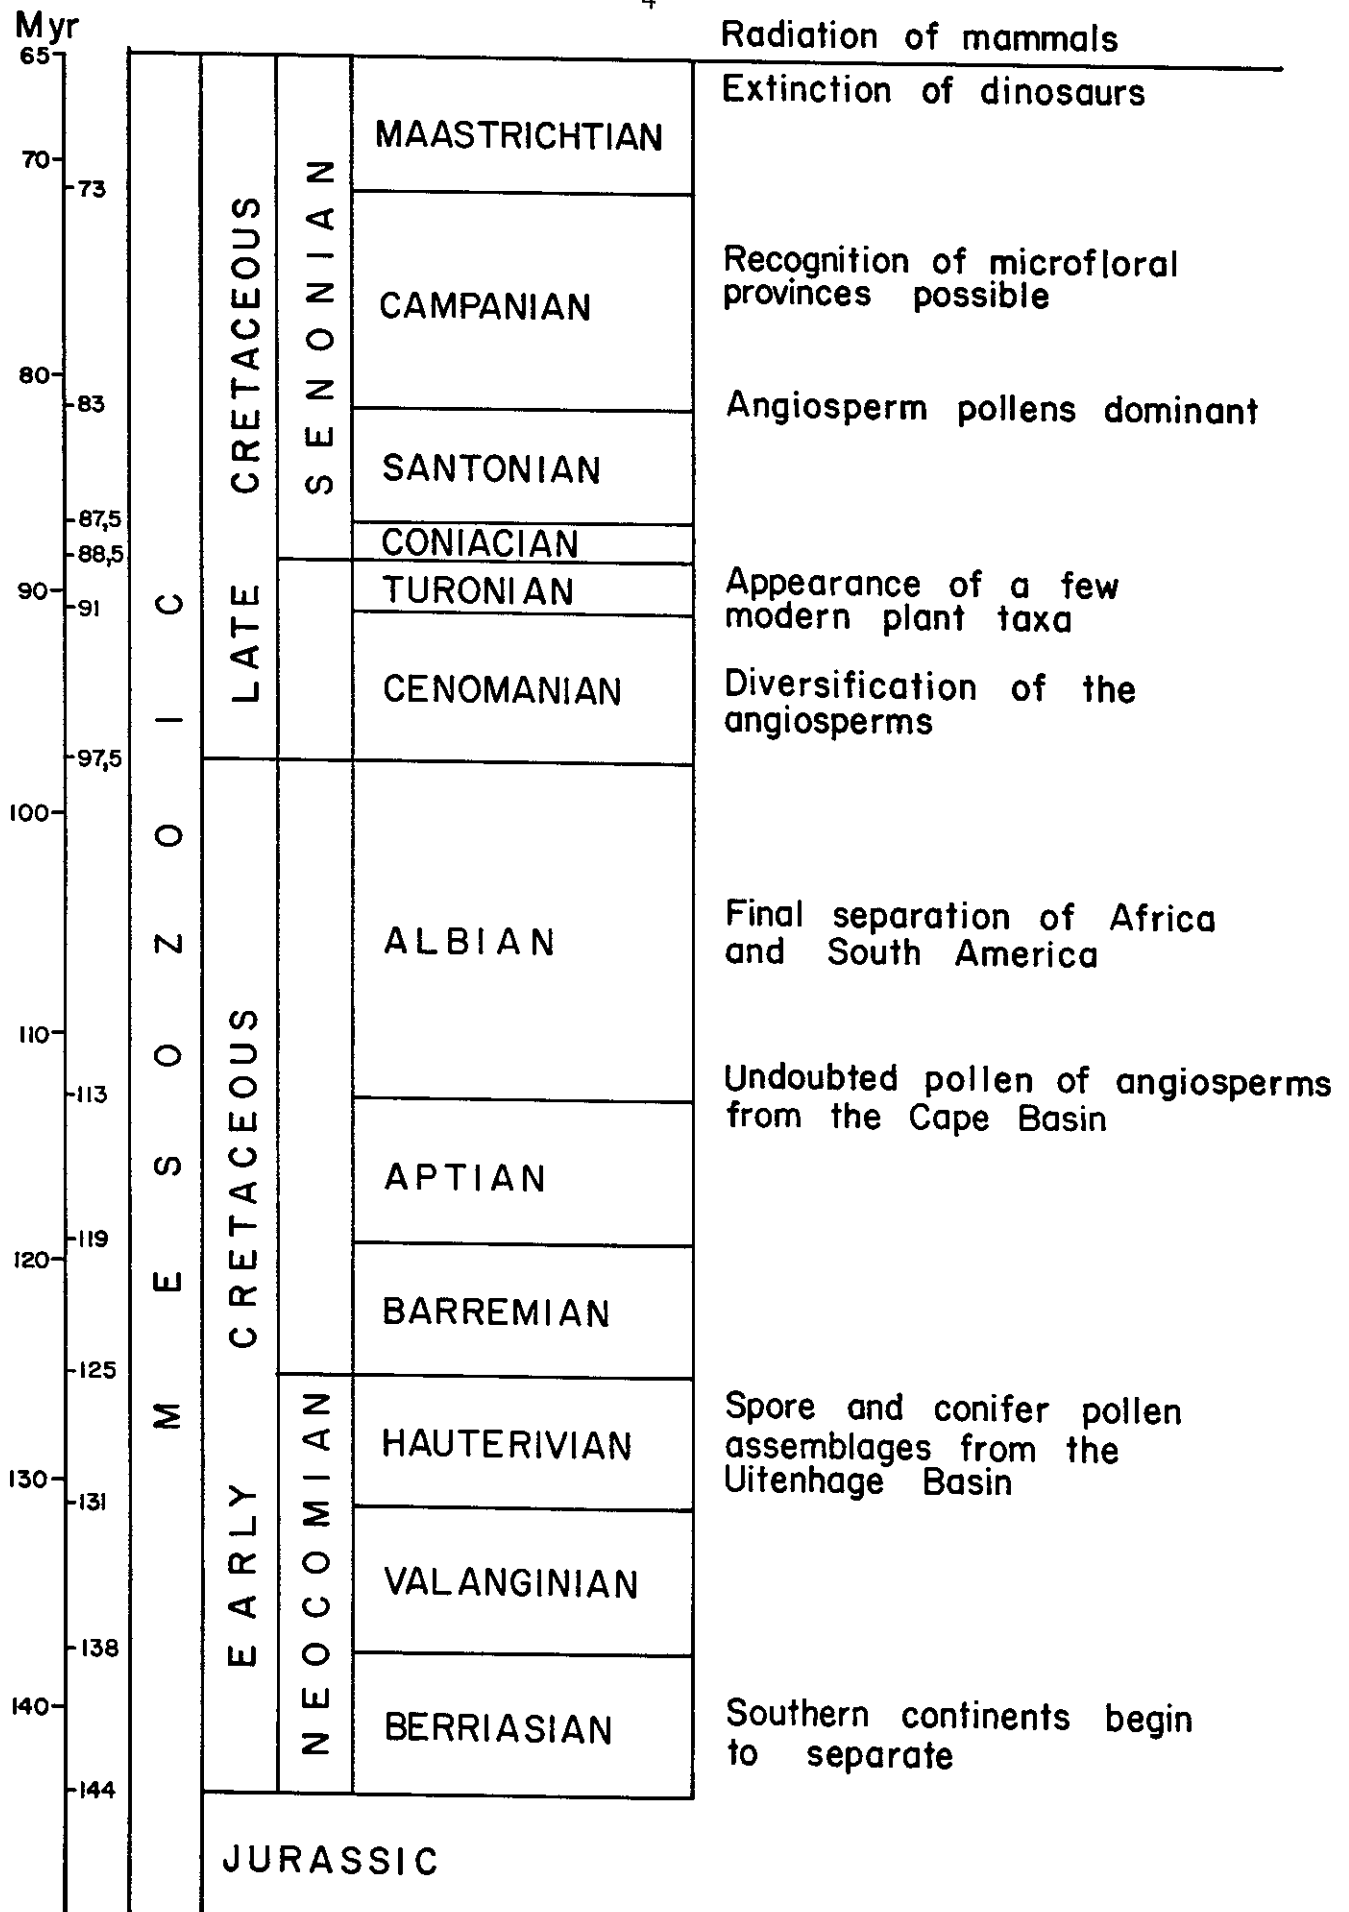 4
Myr
Radiation of mammals
65
Extinction of dinosaurs
MAASTRICHTIAN
70
73
Recognition of microfloral
provinces possible
CAMPANIAN
80
83
Angiosperm pollens dominant
SANTONIAN
87,5
CONIACIAN
88,5
SENONIAN
90
91
TURONIAN
Appearance of a few
modern plant taxa
CENOMANIAN
Diversification of the
angiosperms
LATE CRETACEOUS
97,5
100
ALBIAN
Final separation of Africa
and South America
110
113
Undoubted pollen of angiosperms
from the Cape Basin
APTIAN
119
120
BARREMIAN
125
MESOZOIC
HAUTERIVIAN
Spore and conifer pollen
assemblages from the
Uitenhage Basin
130
131
VALANGINIAN
EARLY CRETACEOUS
NEOCOMIAN
138
140
BERRIASIAN
Southern continents begin
to separate
144
JURASSIC